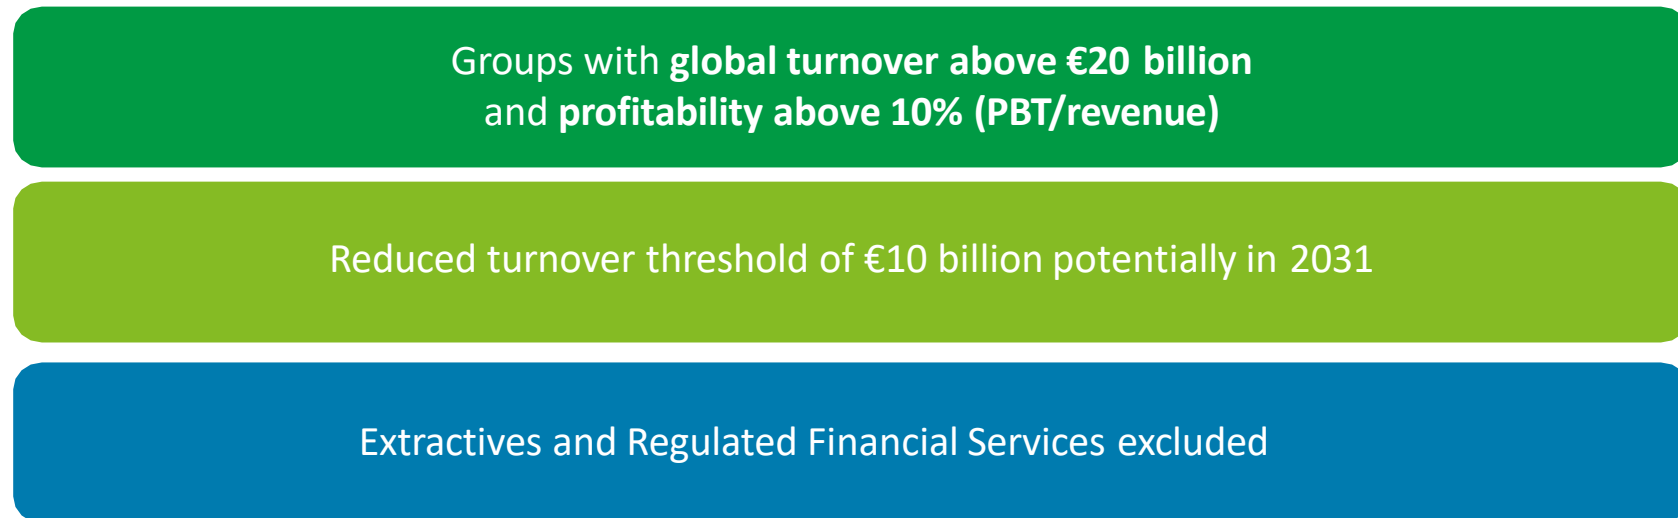 Groups with global turnover above €20 billion
and profitability above 10% (PBT/revenue)
Reduced turnover threshold of €10 billion potentially in 2031
Extractives and Regulated Financial Services excluded